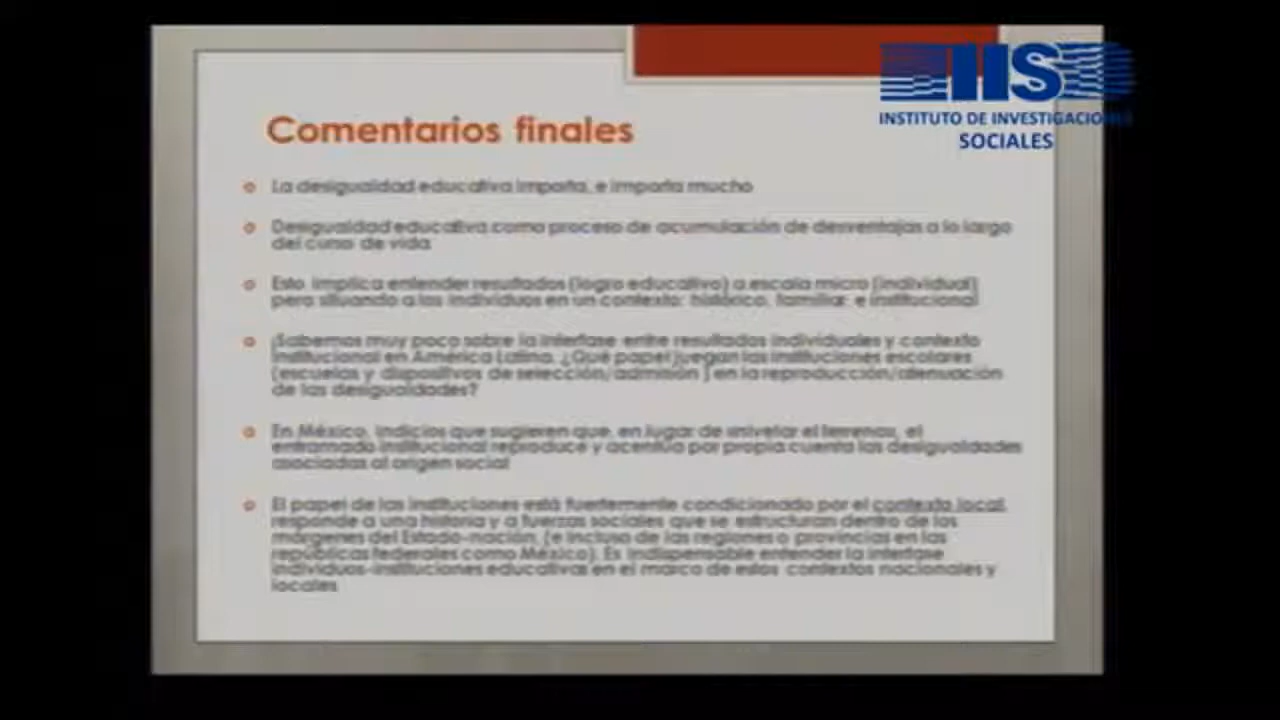 IIS
INSTITUTO DE INVESTIGACIONES
SOCIALES
Comentarios finales
La desigualdad educativa importa, e importa mucho
Desigualdad educativa como proceso de acumulación de desventajas a lo largo
del curso de vida
Esto implica entender resultados (logro educativo) a escala micro (individual)
pero situando a los individuos en un contexto: histórico, familiar e institucional
¡Sabemos muy poco sobre la interfase entre resultados individuales y contexto
institucional en América Latina. ¿Qué papel juegan las instituciones escolares
(escuelas y dispositivos de selección/admisión ) en la reproducción/atenuación
de las desigualdades?
En México, indicios que sugieren que, en lugar de nivelar el terreno, el
entramado institucional reproduce y acentúa por propia cuenta las desigualdades
asociadas al origen social
El papel de las instituciones está fuertemente condicionado por el contexto local,
responde a una historia y a fuerzas sociales que se estructuran dentro de los
márgenes del Estado-nación, (e incluso de las regiones o provincias en las
repúblicas federales como México). Es indispensable entender la interfase
individuos-instituciones educativas en el marco de estos contextos nacionales y
locales